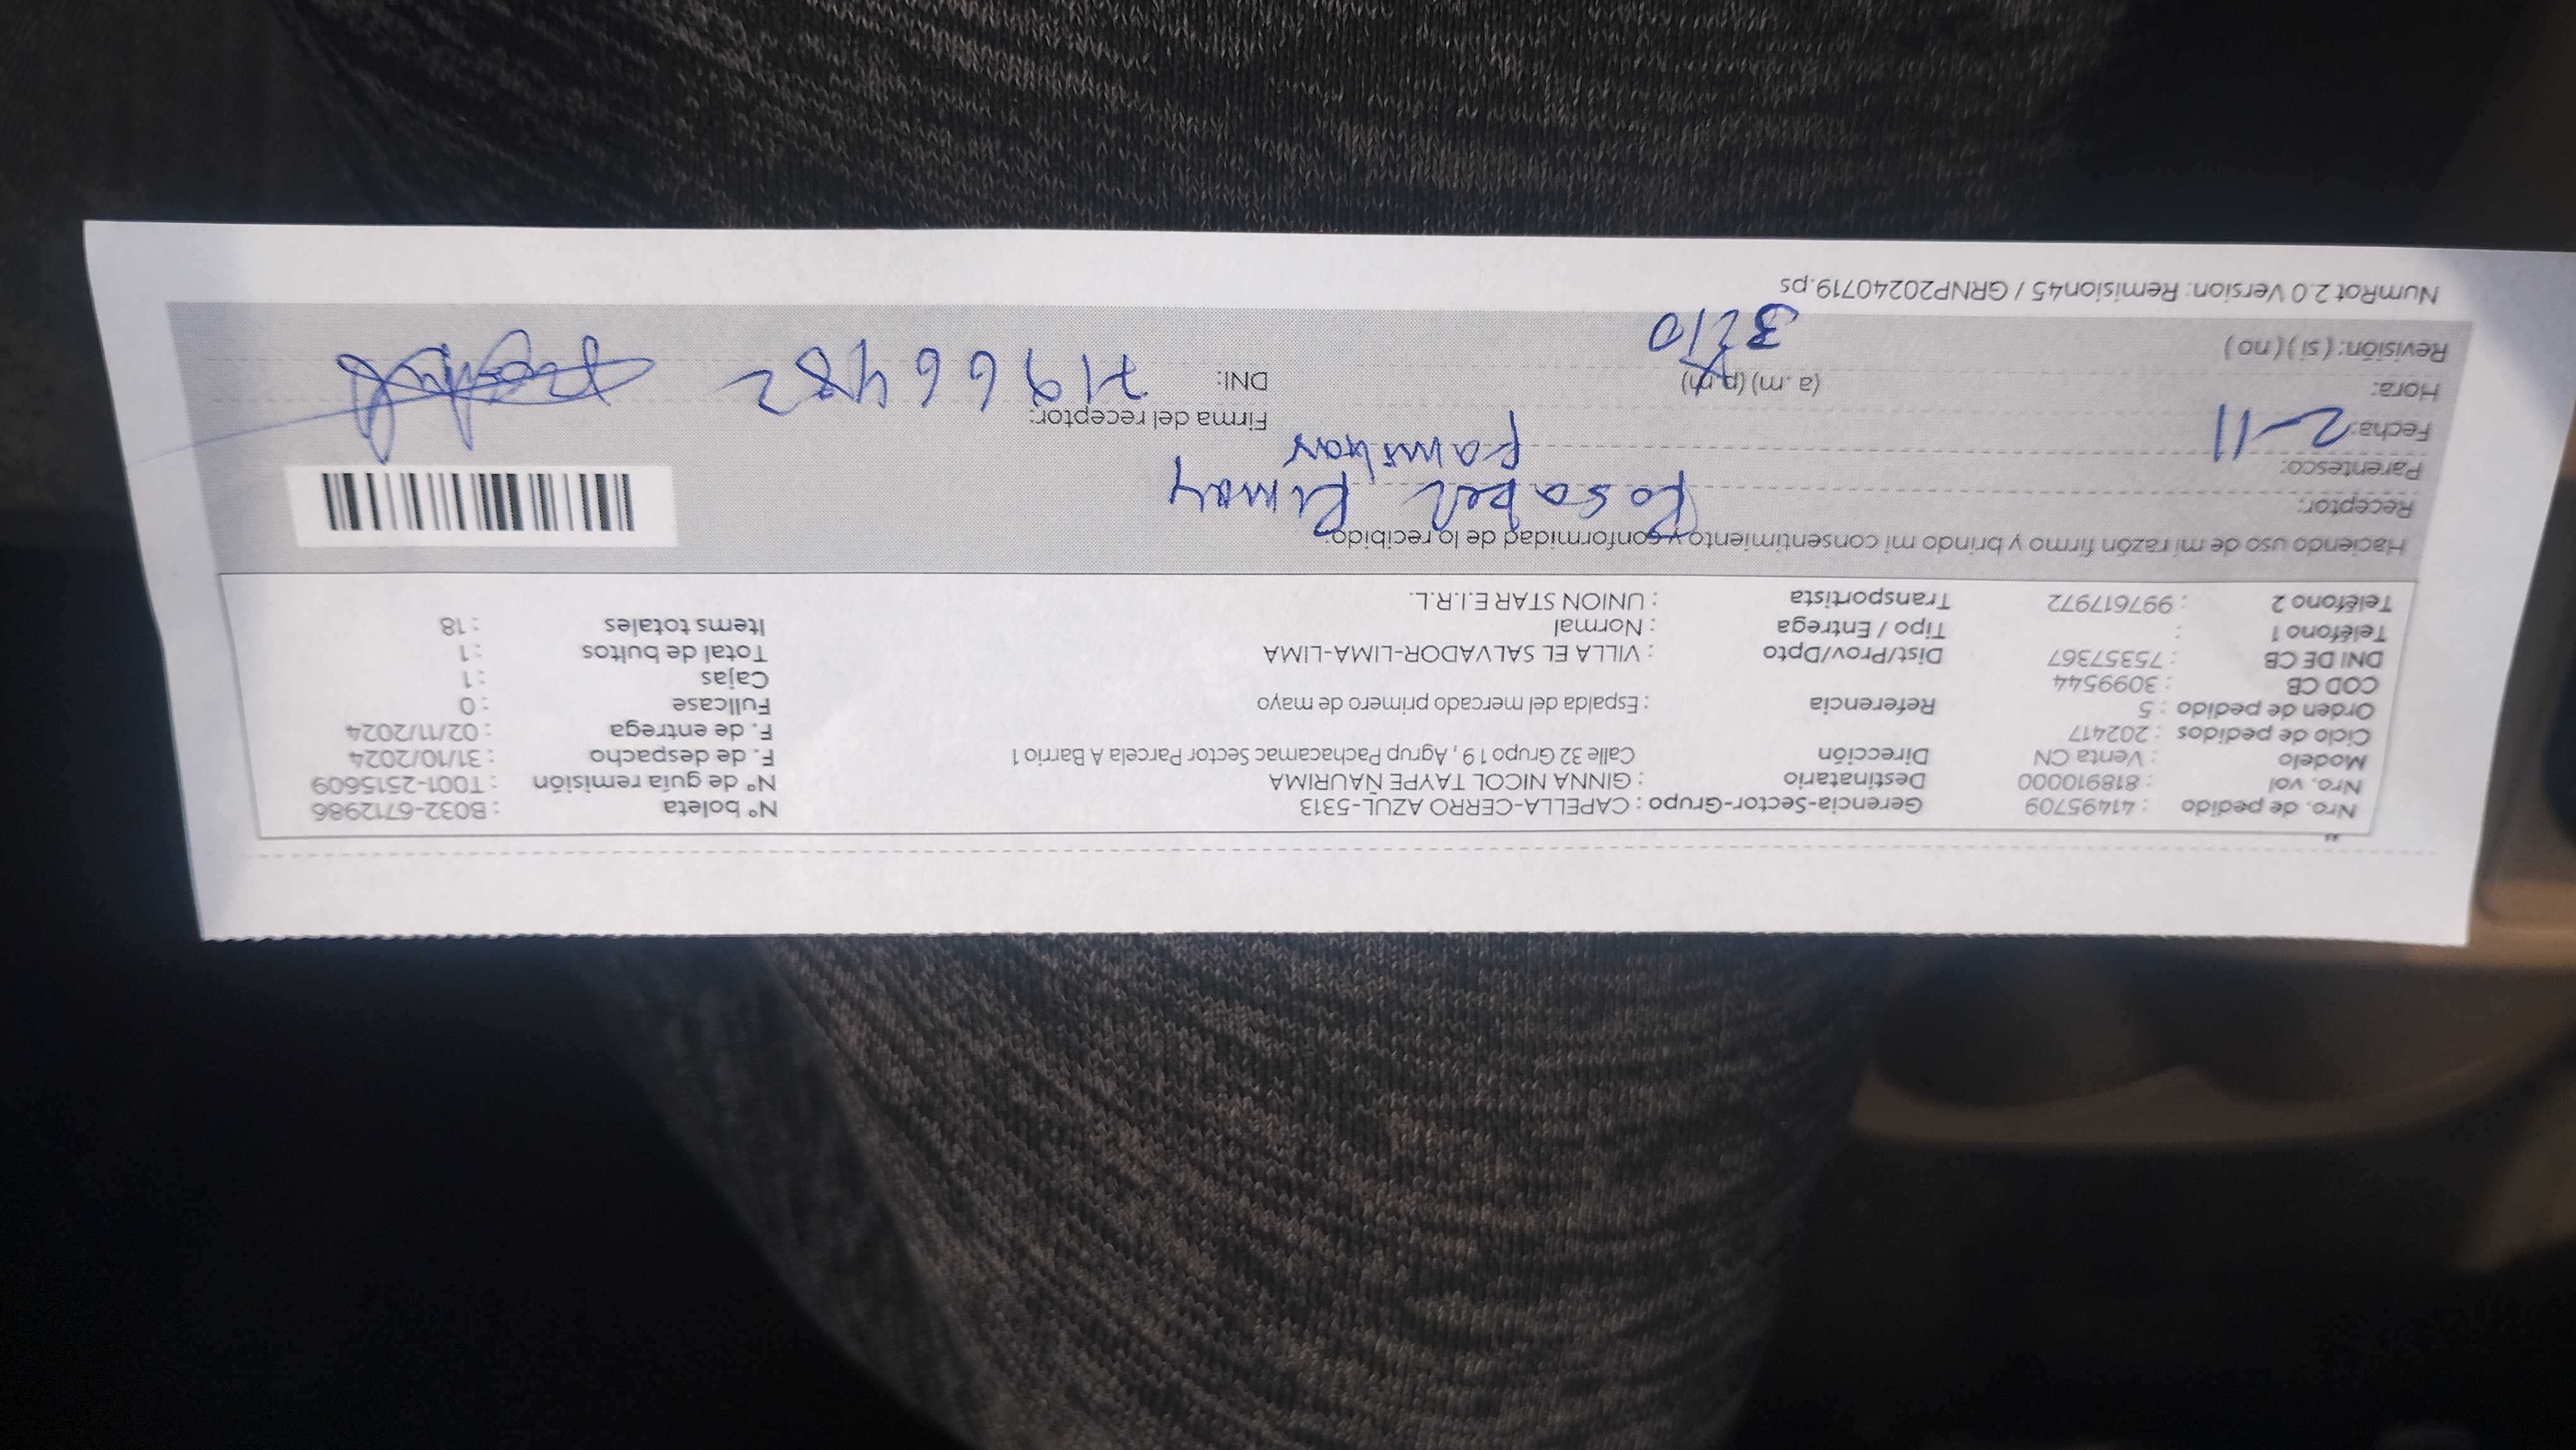 Nro. de pedido : 41495709 Gerencia-Sector-Grupo : CAPELLA-CERRO AZUL-5313 N° boleta : B032-6712986
Nro. vol : 818910000 Destinatario : GINNA NICOL TAYPE ÑAURIMA N° de guía remisión : T001-2515609
Modelo : Venta CN Dirección Calle 32 Grupo 19 , Agrup Pachacamac Sector Parcela A Barrio 1 F. de despacho : 31/10/2024
Ciclo de pedidos : 202417 F. de entrega : 02/11/2024
Orden de pedido : 5 Referencia : Espalda del mercado primero de mayo Fullcase : 0
COD CB : 3099544 Cajas : 1
DNI DE CB : 75357367 Dist/Prov/Dpto : VILLA EL SALVADOR-LIMA-LIMA Total de bultos : 1
Teléfono 1 : Tipo / Entrega : Normal Items totales : 18
Teléfono 2 : 997617972 Transportista : UNION STAR E.I.R.L.
Haciendo uso de mi razón firmo y brindo mi consentimiento y conformidad de lo recibido:
Receptor: Rosabel Rimay
Parentesco: familiar
Fecha: 2-11 Firma del receptor:
Hora: (a. m) (p.m) DNI: 71966482
Revisión: ( si ) ( no ) 3210
NumRot 2.0 Version: Remision45 / GRNP20240719.ps